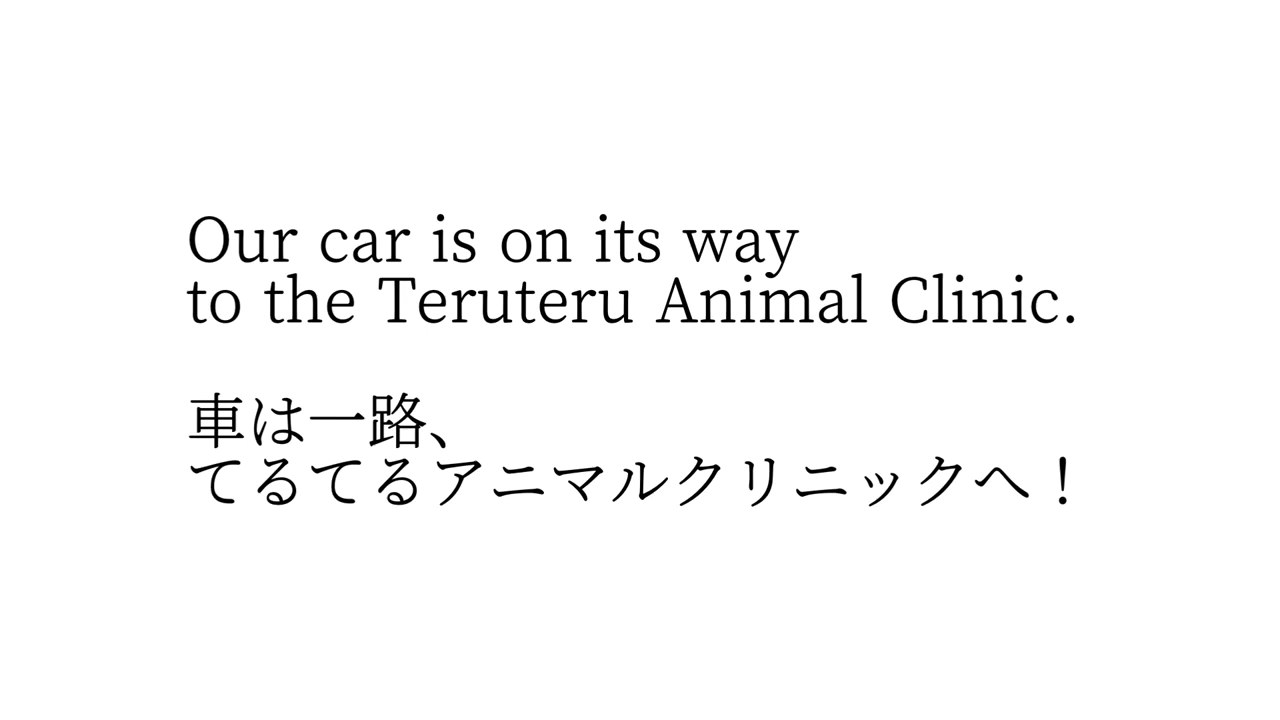 Our car is on its way
to the Teruteru Animal Clinic.
車は一路、
てるてるアニマルクリニックへ！